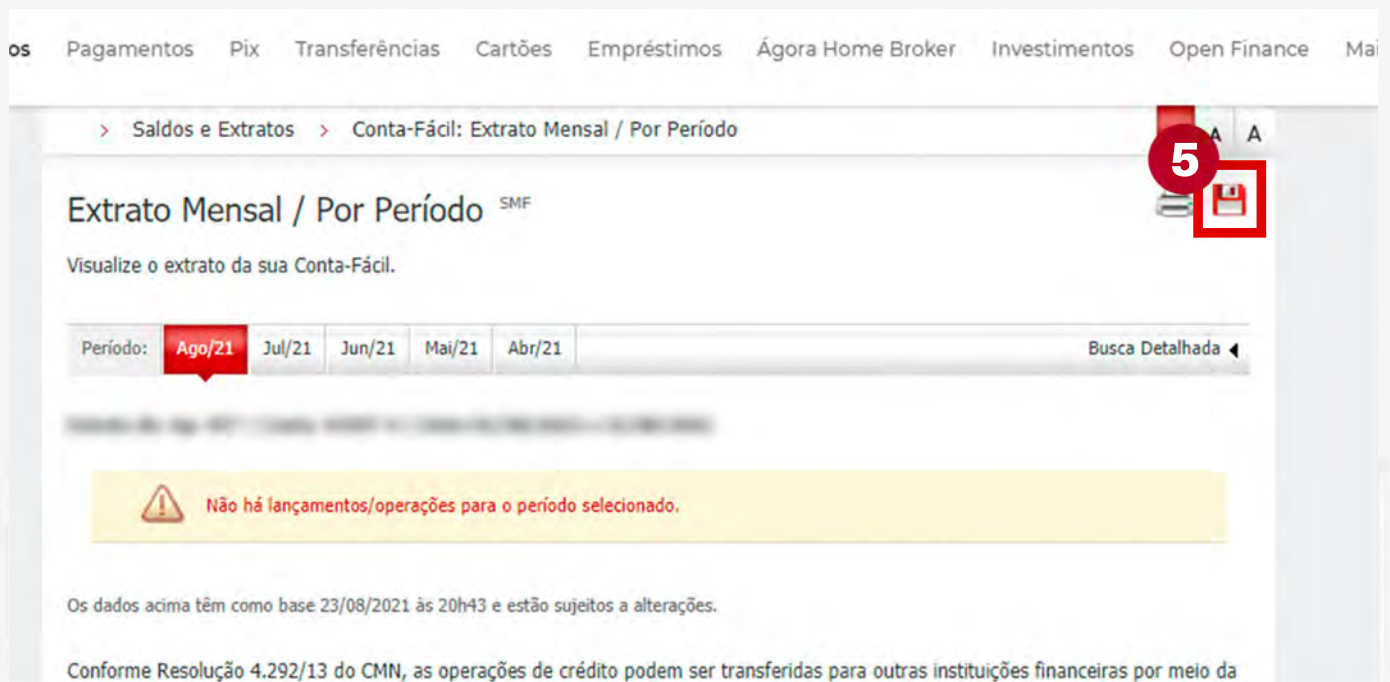 os Pagamentos Pix Transferências Cartões Empréstimos Ágora Home Broker Investimentos Open Finance Mai
> Saldos e Extratos > Conta-Fácil: Extrato Mensal / Por Período A A
5
Extrato Mensal / Por Período SMF
Visualize o extrato da sua Conta-Fácil.
Período: Ago/21 Jul/21 Jun/21 Mai/21 Abr/21 Busca Detalhada
Não há lançamentos/operações para o período selecionado.
Os dados acima têm como base 23/08/2021 às 20h43 e estão sujeitos a alterações.
Conforme Resolução 4.292/13 do CMN, as operações de crédito podem ser transferidas para outras instituições financeiras por meio da